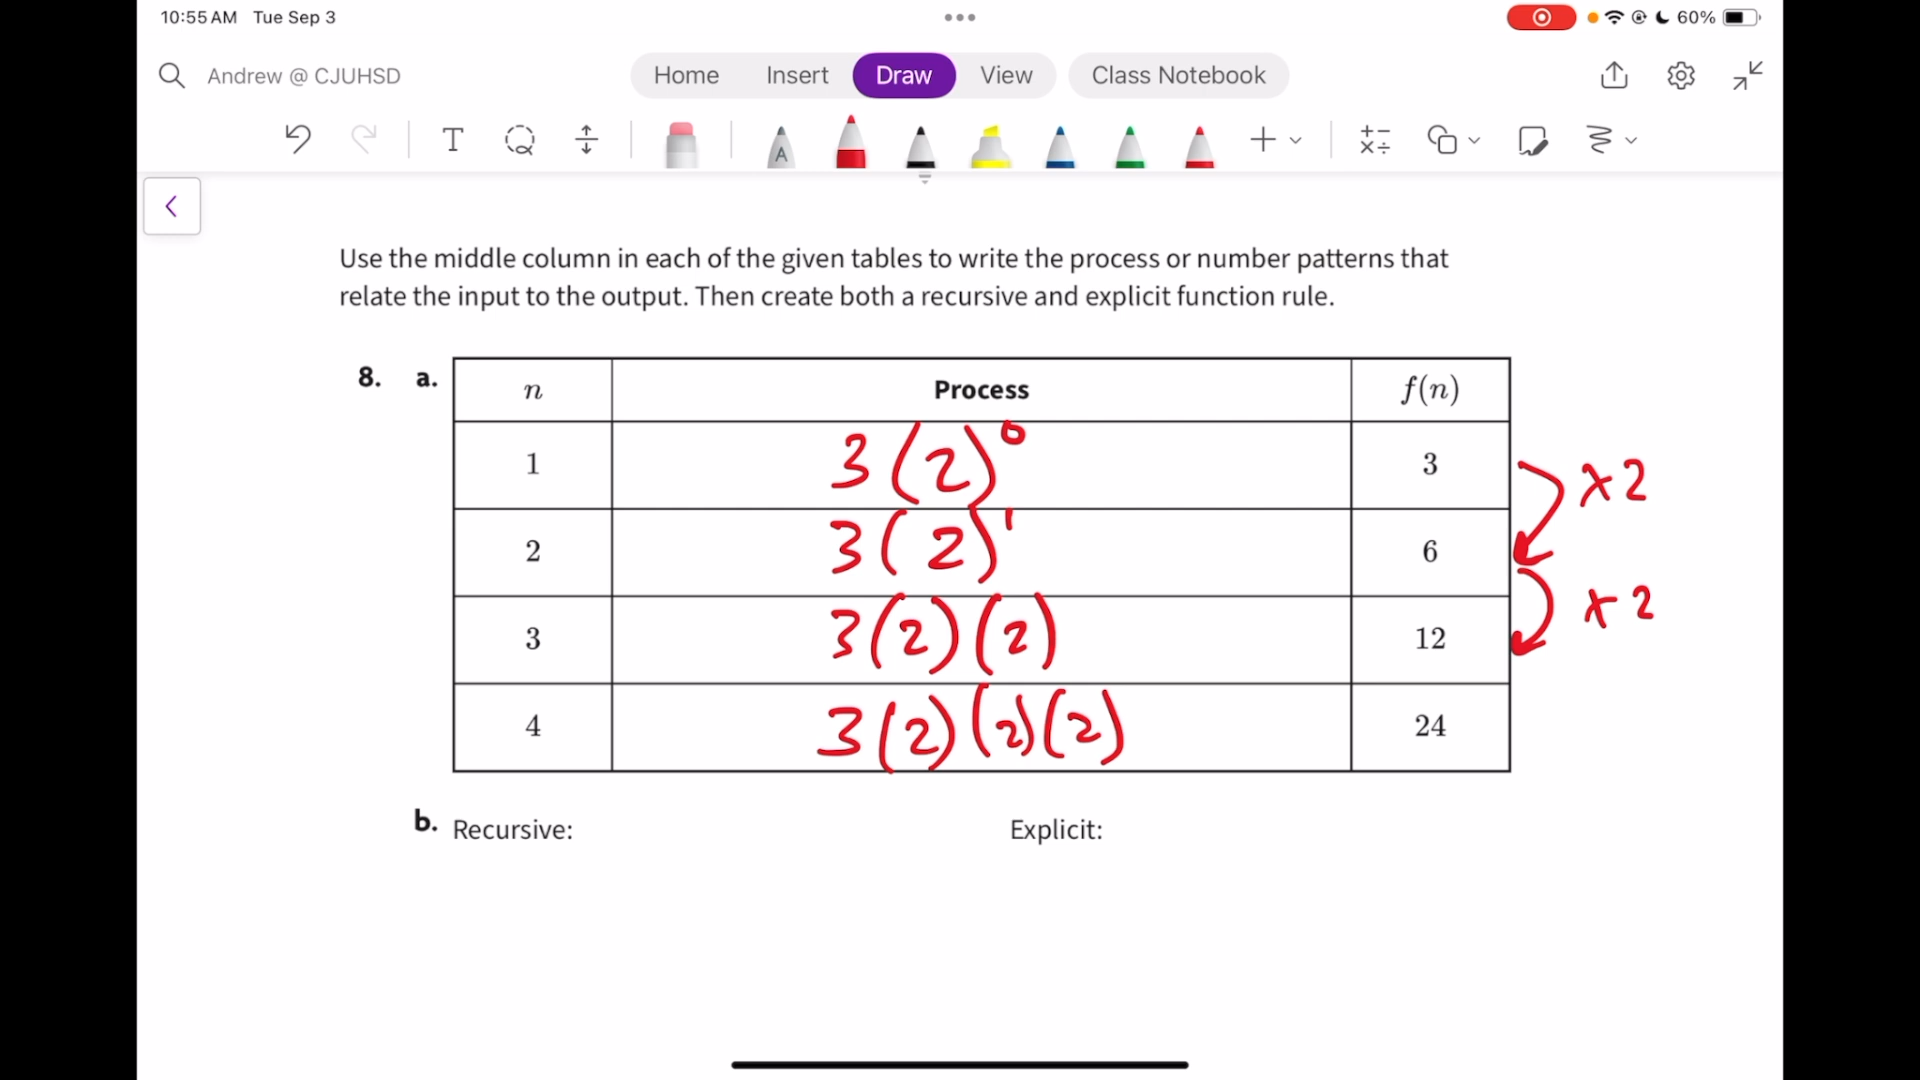 10:55 AM Tue Sep 3
60%
Andrew @ CJUHSD
Home Insert Draw View Class Notebook
T
A
Use the middle column in each of the given tables to write the process or number patterns that
relate the input to the output. Then create both a recursive and explicit function rule.
8. a.
n Process f(n)
1 3(2)⁰ 3
×2
2 3(2)¹ 6
×2
3 3(2)(2) 12
4 3(2)(2)(2) 24
b. Recursive: Explicit: